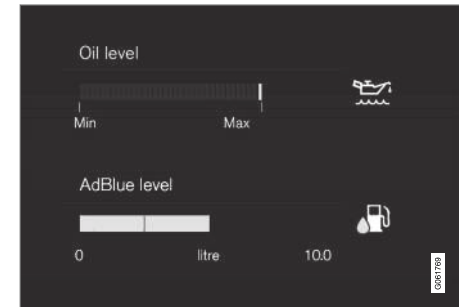 Oil level
Min Max
AdBlue level
0 litre 10.0
G061769